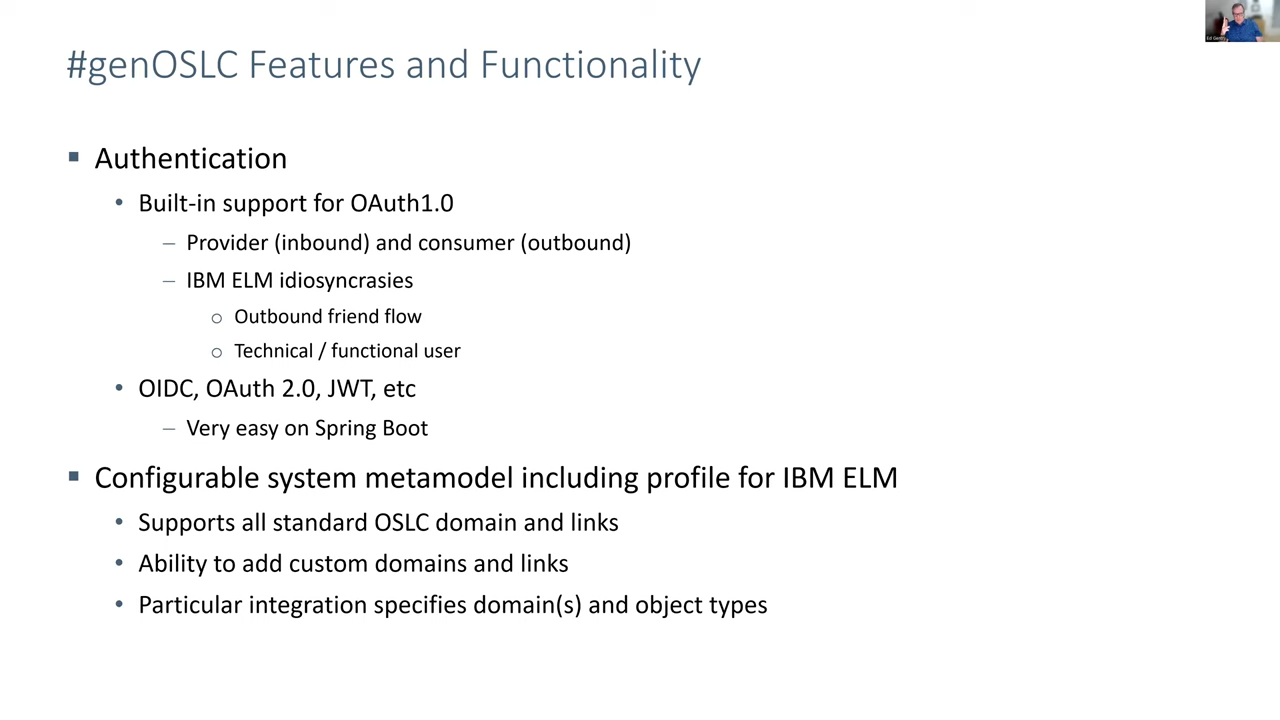 #genOSLC Features and Functionality
Ed Gentry
▪ Authentication
• Built-in support for OAuth1.0
– Provider (inbound) and consumer (outbound)
– IBM ELM idiosyncrasies
o Outbound friend flow
o Technical / functional user
• OIDC, OAuth 2.0, JWT, etc
– Very easy on Spring Boot
▪ Configurable system metamodel including profile for IBM ELM
• Supports all standard OSLC domain and links
• Ability to add custom domains and links
• Particular integration specifies domain(s) and object types